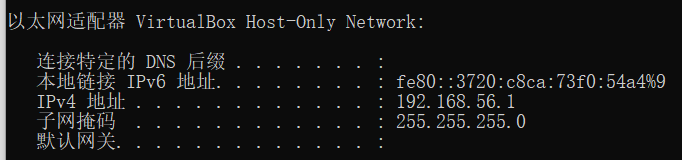 以太网适配器 VirtualBox Host-Only Network:
连接特定的 DNS 后缀 . . . . . . . :
本地链接 IPv6 地址. . . . . . . . : fe80::3720:c8ca:73f0:54a4%9
IPv4 地址 . . . . . . . . . . . . : 192.168.56.1
子网掩码  . . . . . . . . . . . . : 255.255.255.0
默认网关. . . . . . . . . . . . . :